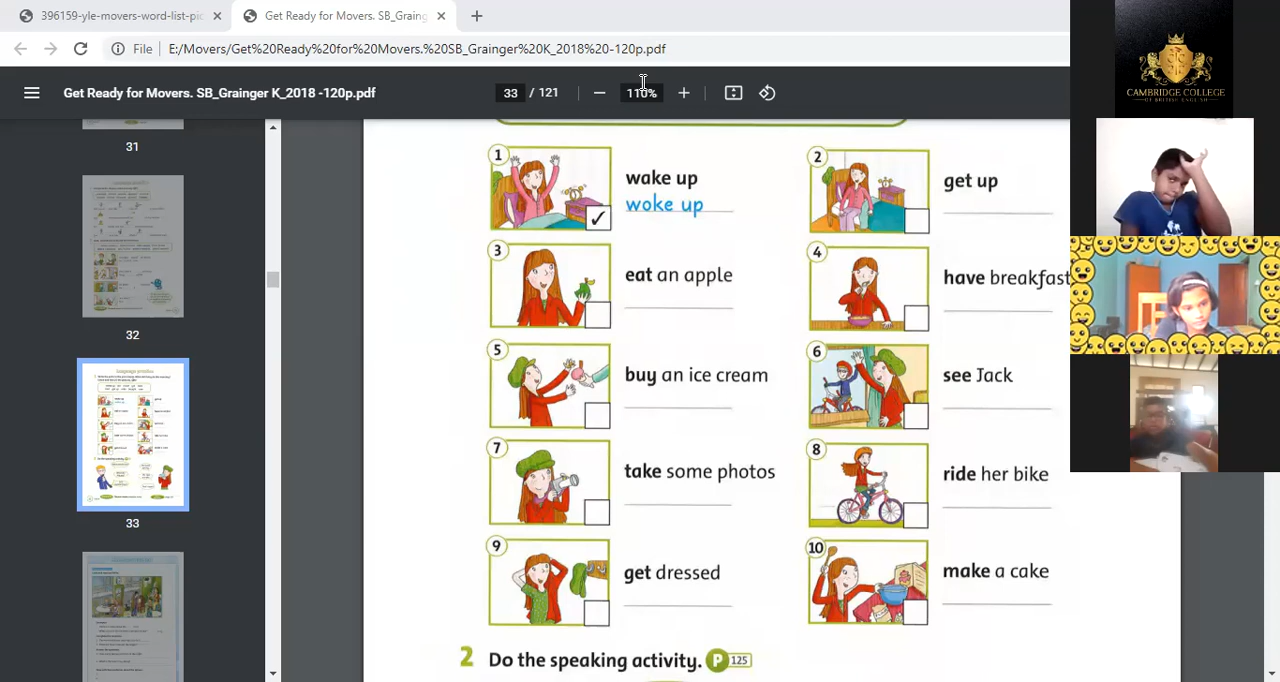 396159-yle-movers-word-list-pic
Get Ready for Movers. SB_Graing
File E:/Movers/Get%20Ready%20for%20Movers.%20SB_Grainger%20K_2018%20-120p.pdf
Get Ready for Movers. SB_Grainger K_2018 -120p.pdf
33 / 121
110%
CAMBRIDGE COLLEGE
OF BRITISH ENGLISH
31
32
33
1 wake up
woke up
2 get up
3 eat an apple
4 have breakfast
5 buy an ice cream
6 see Jack
7 take some photos
8 ride her bike
9 get dressed
10 make a cake
2 Do the speaking activity. P 125